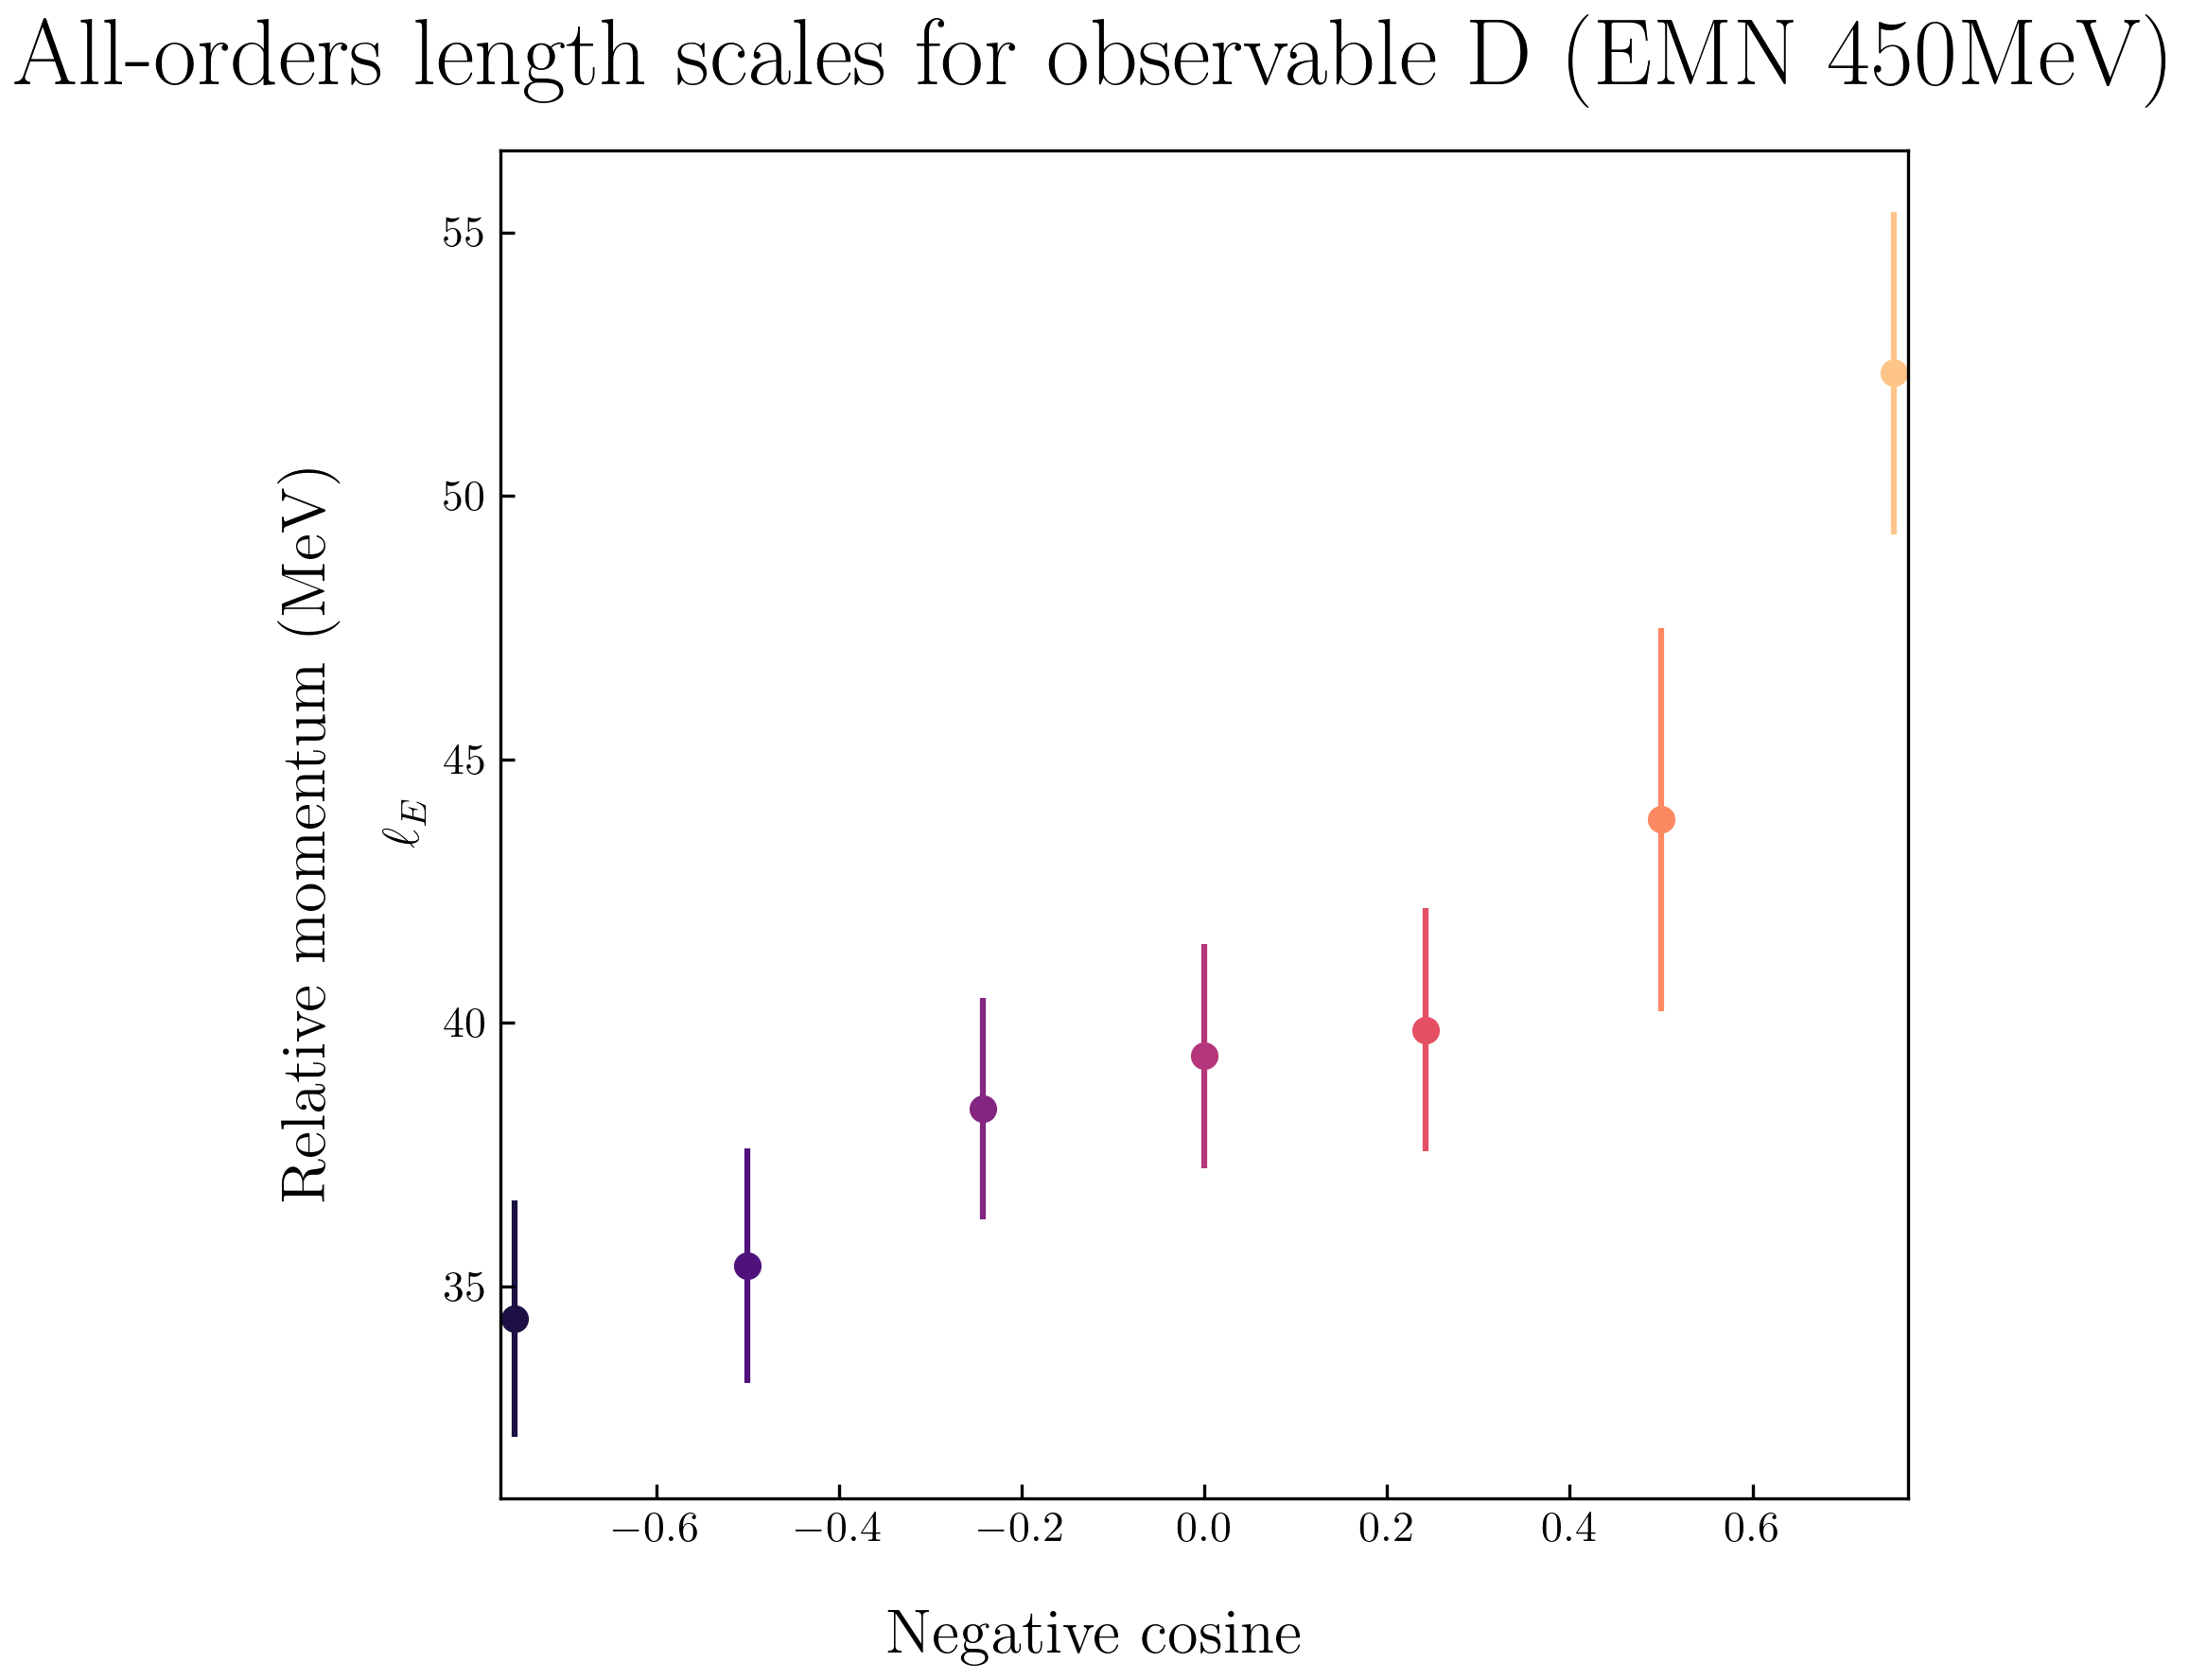 All-orders length scales for observable D (EMN 450MeV)
Relative momentum (MeV)
ℓ_E
55
50
45
40
35
−0.6 −0.4 −0.2 0.0 0.2 0.4 0.6
Negative cosine